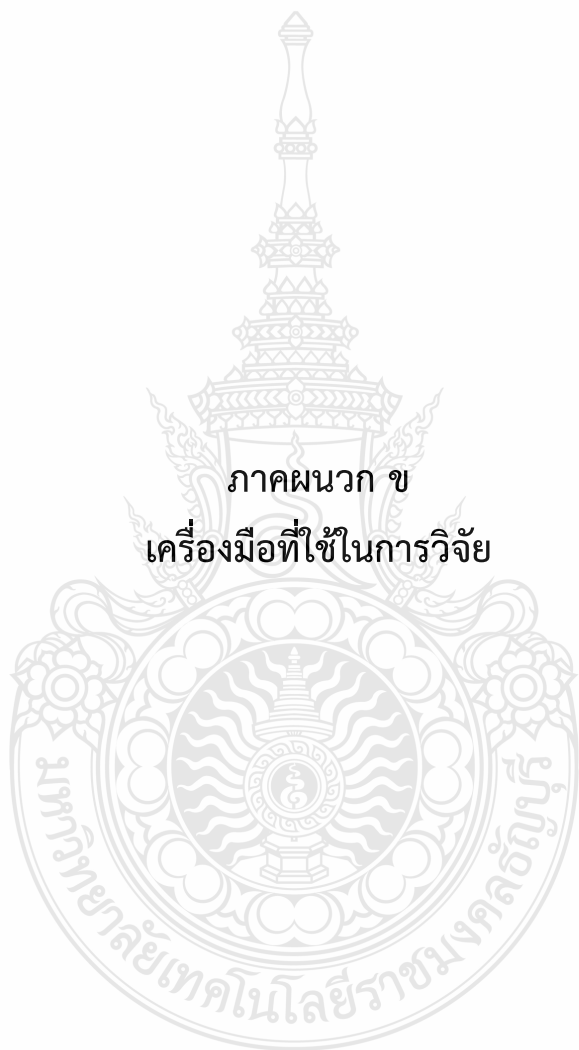 ภาคผนวก ข
เครื่องมือที่ใช้ในการวิจัย
มหาวิทยาลัยเทคโนโลยีราชมงคลธัญบุรี